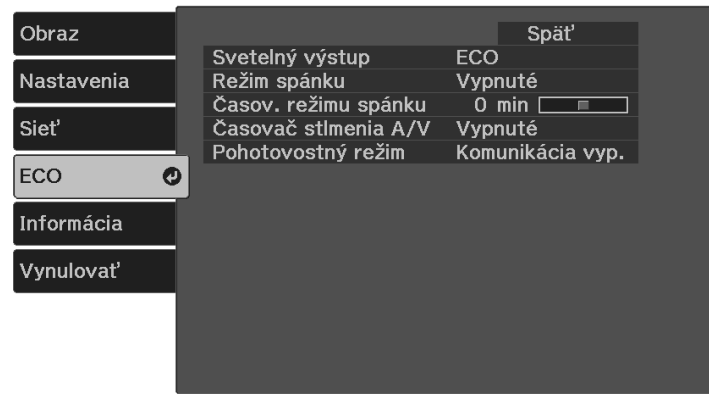 Obraz
Nastavenia
Sieť
ECO
Informácia
Vynulovať
Späť
Svetelný výstup ECO
Režim spánku Vypnuté
Časov. režimu spánku 0 min
Časovač stlmenia A/V Vypnuté
Pohotovostný režim Komunikácia vyp.